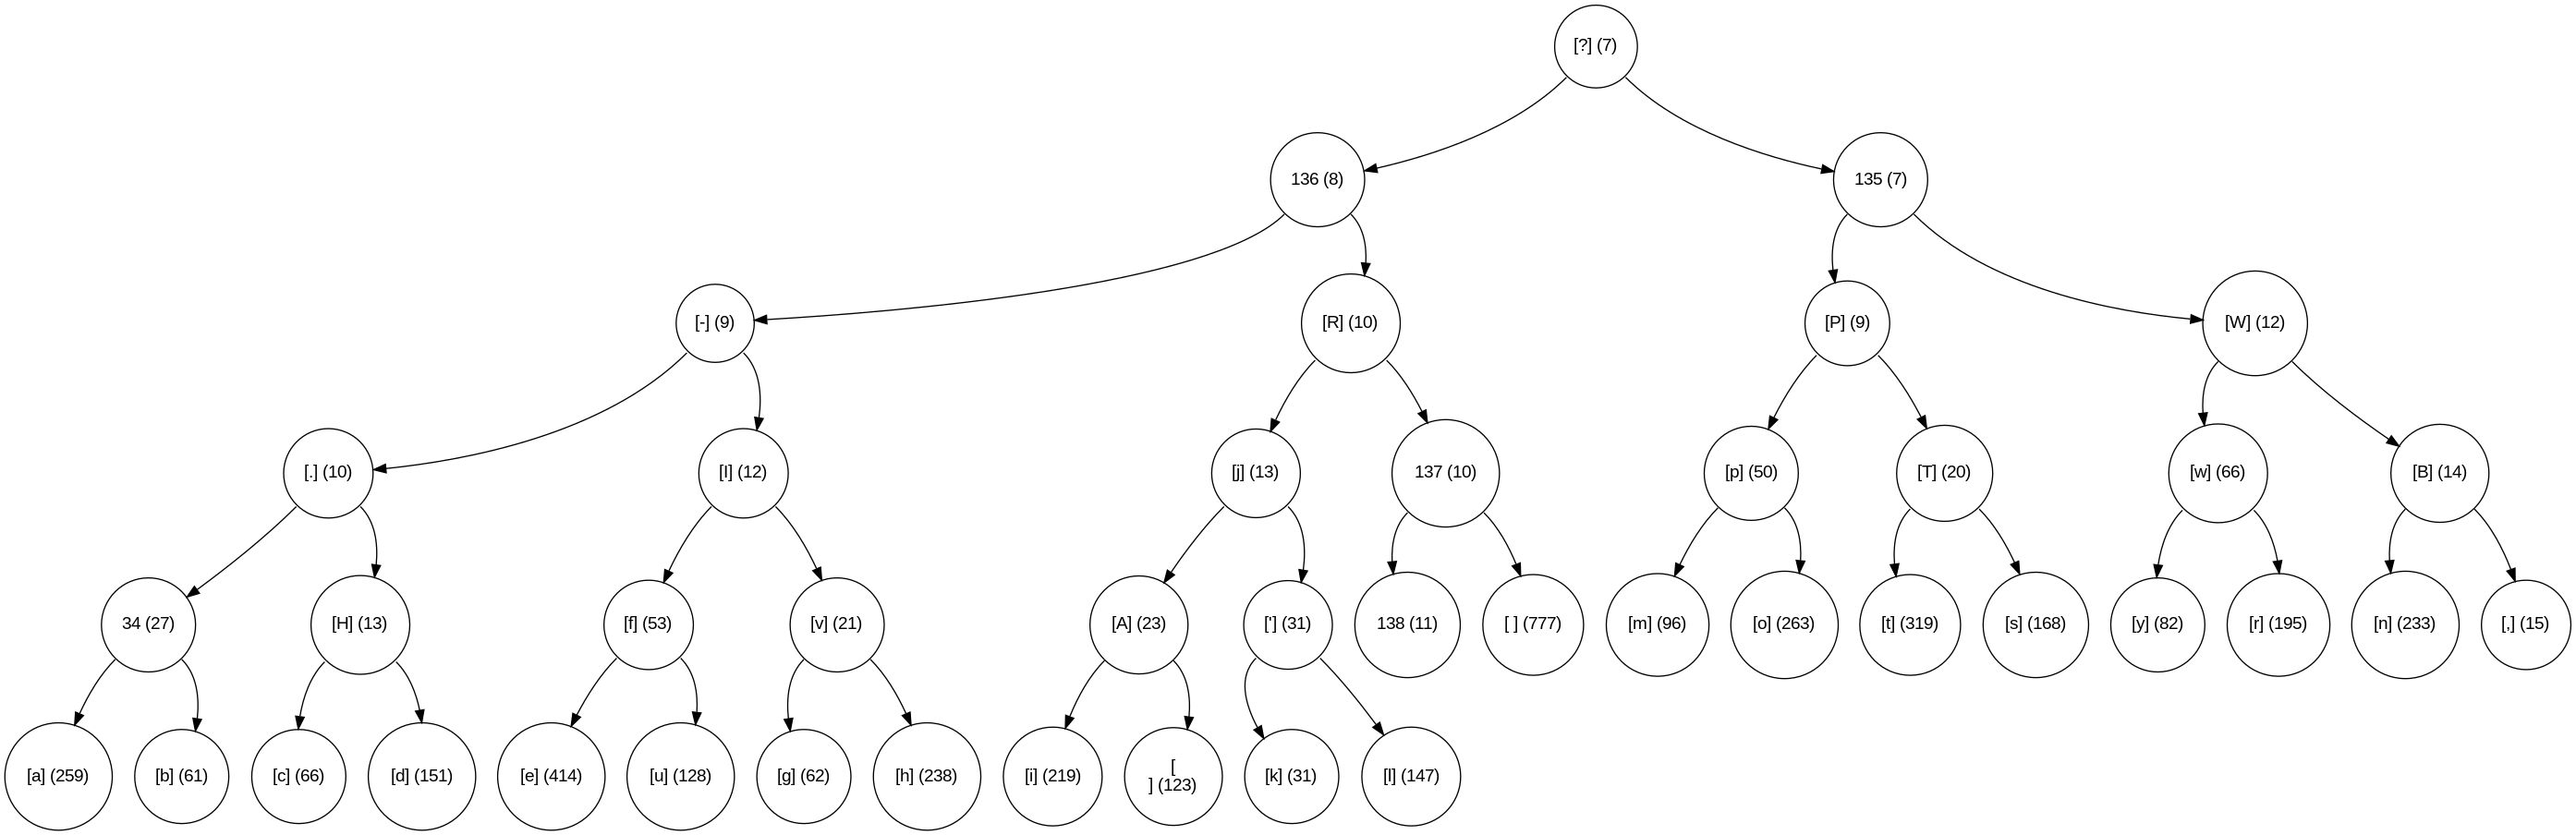 [?] (7)
136 (8)
135 (7)
[-] (9)
[R] (10)
[P] (9)
[W] (12)
[.] (10)
[I] (12)
[j] (13)
137 (10)
[p] (50)
[T] (20)
[w] (66)
[B] (14)
34 (27)
[H] (13)
[f] (53)
[v] (21)
[A] (23)
['] (31)
138 (11)
[ ] (777)
[m] (96)
[o] (263)
[t] (319)
[s] (168)
[y] (82)
[r] (195)
[n] (233)
[,] (15)
[a] (259)
[b] (61)
[c] (66)
[d] (151)
[e] (414)
[u] (128)
[g] (62)
[h] (238)
[i] (219)
[
] (123)
[k] (31)
[l] (147)